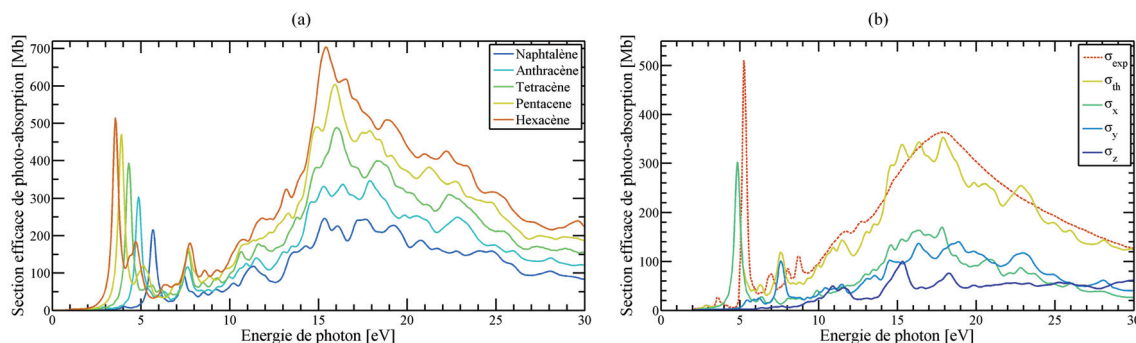 (a)
Section efficace de photo-absorption [Mb]
700
600
500
400
300
200
100
0
0 5 10 15 20 25 30
Energie de photon [eV]
Naphtalène
Anthracène
Tetracène
Pentacene
Hexacène
(b)
Section efficace de photo-absorption [Mb]
500
400
300
200
100
0
0 5 10 15 20 25 30
Energie de photon [eV]
σexp
σth
σx
σy
σz